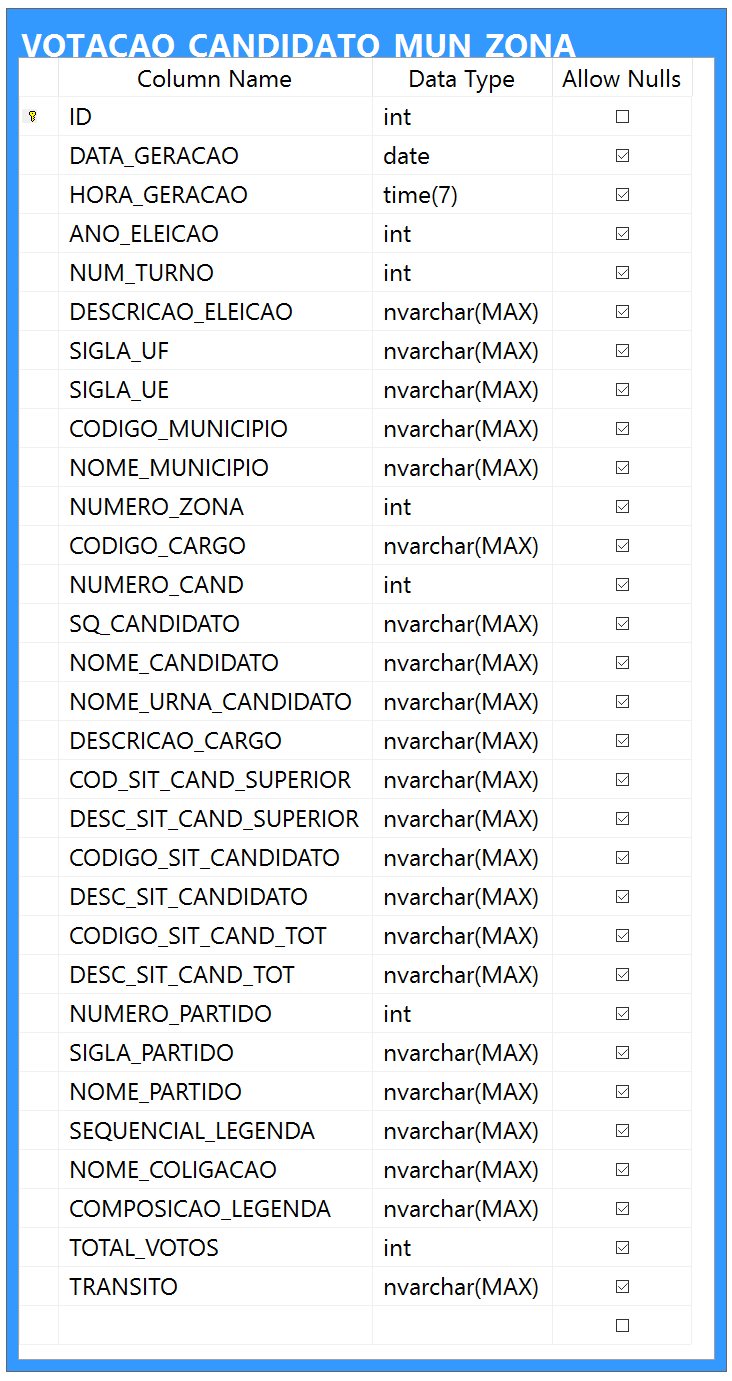 VOTACAO_CANDIDATO_MUN_ZONA
Column Name Data Type Allow Nulls
ID int
DATA_GERACAO date
HORA_GERACAO time(7)
ANO_ELEICAO int
NUM_TURNO int
DESCRICAO_ELEICAO nvarchar(MAX)
SIGLA_UF nvarchar(MAX)
SIGLA_UE nvarchar(MAX)
CODIGO_MUNICIPIO nvarchar(MAX)
NOME_MUNICIPIO nvarchar(MAX)
NUMERO_ZONA int
CODIGO_CARGO nvarchar(MAX)
NUMERO_CAND int
SQ_CANDIDATO nvarchar(MAX)
NOME_CANDIDATO nvarchar(MAX)
NOME_URNA_CANDIDATO nvarchar(MAX)
DESCRICAO_CARGO nvarchar(MAX)
COD_SIT_CAND_SUPERIOR nvarchar(MAX)
DESC_SIT_CAND_SUPERIOR nvarchar(MAX)
CODIGO_SIT_CANDIDATO nvarchar(MAX)
DESC_SIT_CANDIDATO nvarchar(MAX)
CODIGO_SIT_CAND_TOT nvarchar(MAX)
DESC_SIT_CAND_TOT nvarchar(MAX)
NUMERO_PARTIDO int
SIGLA_PARTIDO nvarchar(MAX)
NOME_PARTIDO nvarchar(MAX)
SEQUENCIAL_LEGENDA nvarchar(MAX)
NOME_COLIGACAO nvarchar(MAX)
COMPOSICAO_LEGENDA nvarchar(MAX)
TOTAL_VOTOS int
TRANSITO nvarchar(MAX)